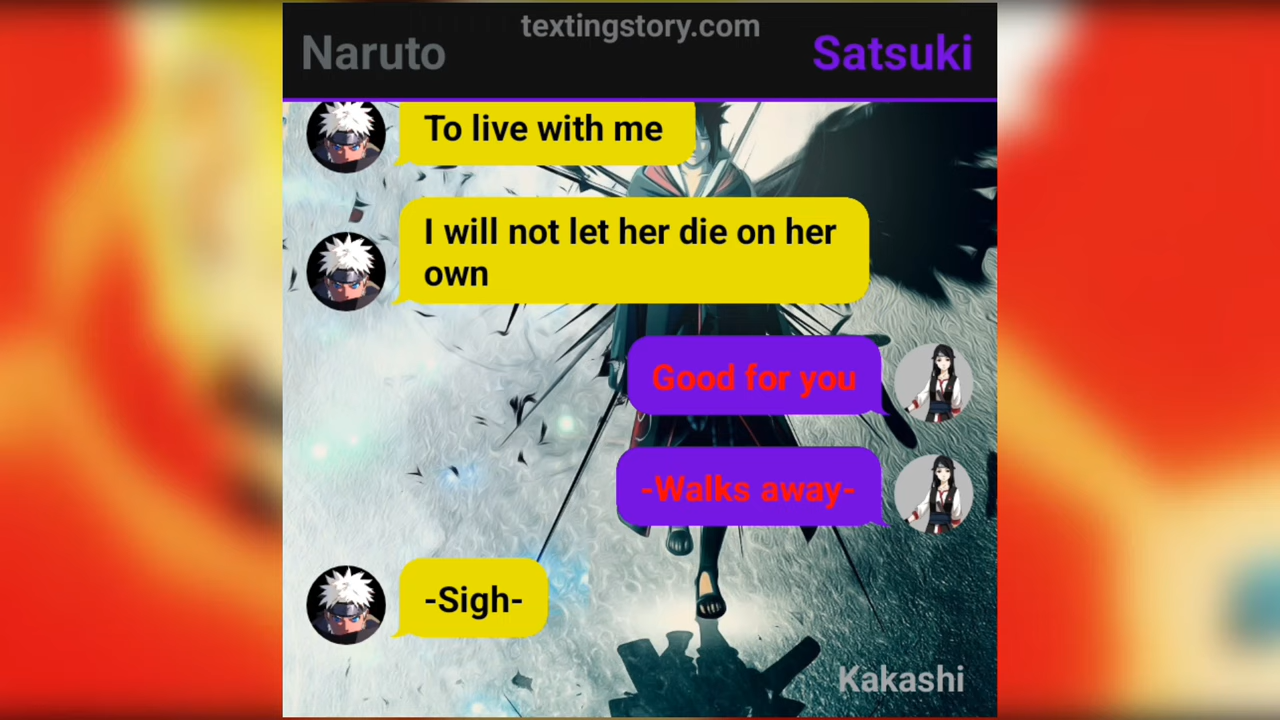 textingstory.com
Naruto
Satsuki
To live with me
I will not let her die on her
own
Good for you
-Walks away-
-Sigh-
Kakashi